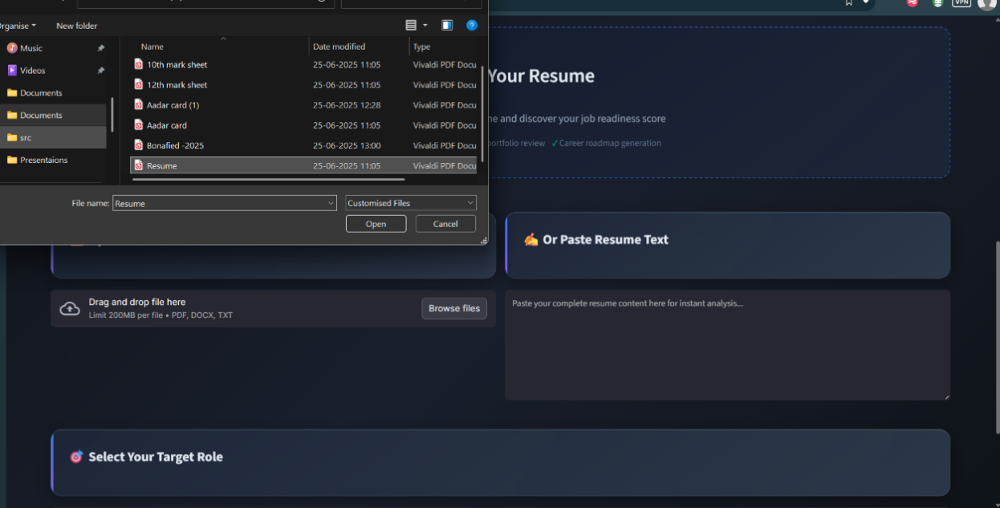 VPN
Organise
New folder
?
Music
Videos
Documents
Documents
src
Presentaions
Name Date modified Type
10th mark sheet 25-06-2025 11:05 Vivaldi PDF Docu
12th mark sheet 25-06-2025 11:05 Vivaldi PDF Docu
Aadar card (1) 25-06-2025 12:28 Vivaldi PDF Docu
Aadar card 25-06-2025 11:05 Vivaldi PDF Docu
Bonafied -2025 25-06-2025 13:00 Vivaldi PDF Docu
Resume 25-06-2025 11:05 Vivaldi PDF Docu
File name: Resume Customised Files
Open Cancel
Your Resume
and discover your job readiness score
portfolio review ✓Career roadmap generation
Or Paste Resume Text
Drag and drop file here
Limit 200MB per file • PDF, DOCX, TXT
Browse files
Paste your complete resume content here for instant analysis...
Select Your Target Role